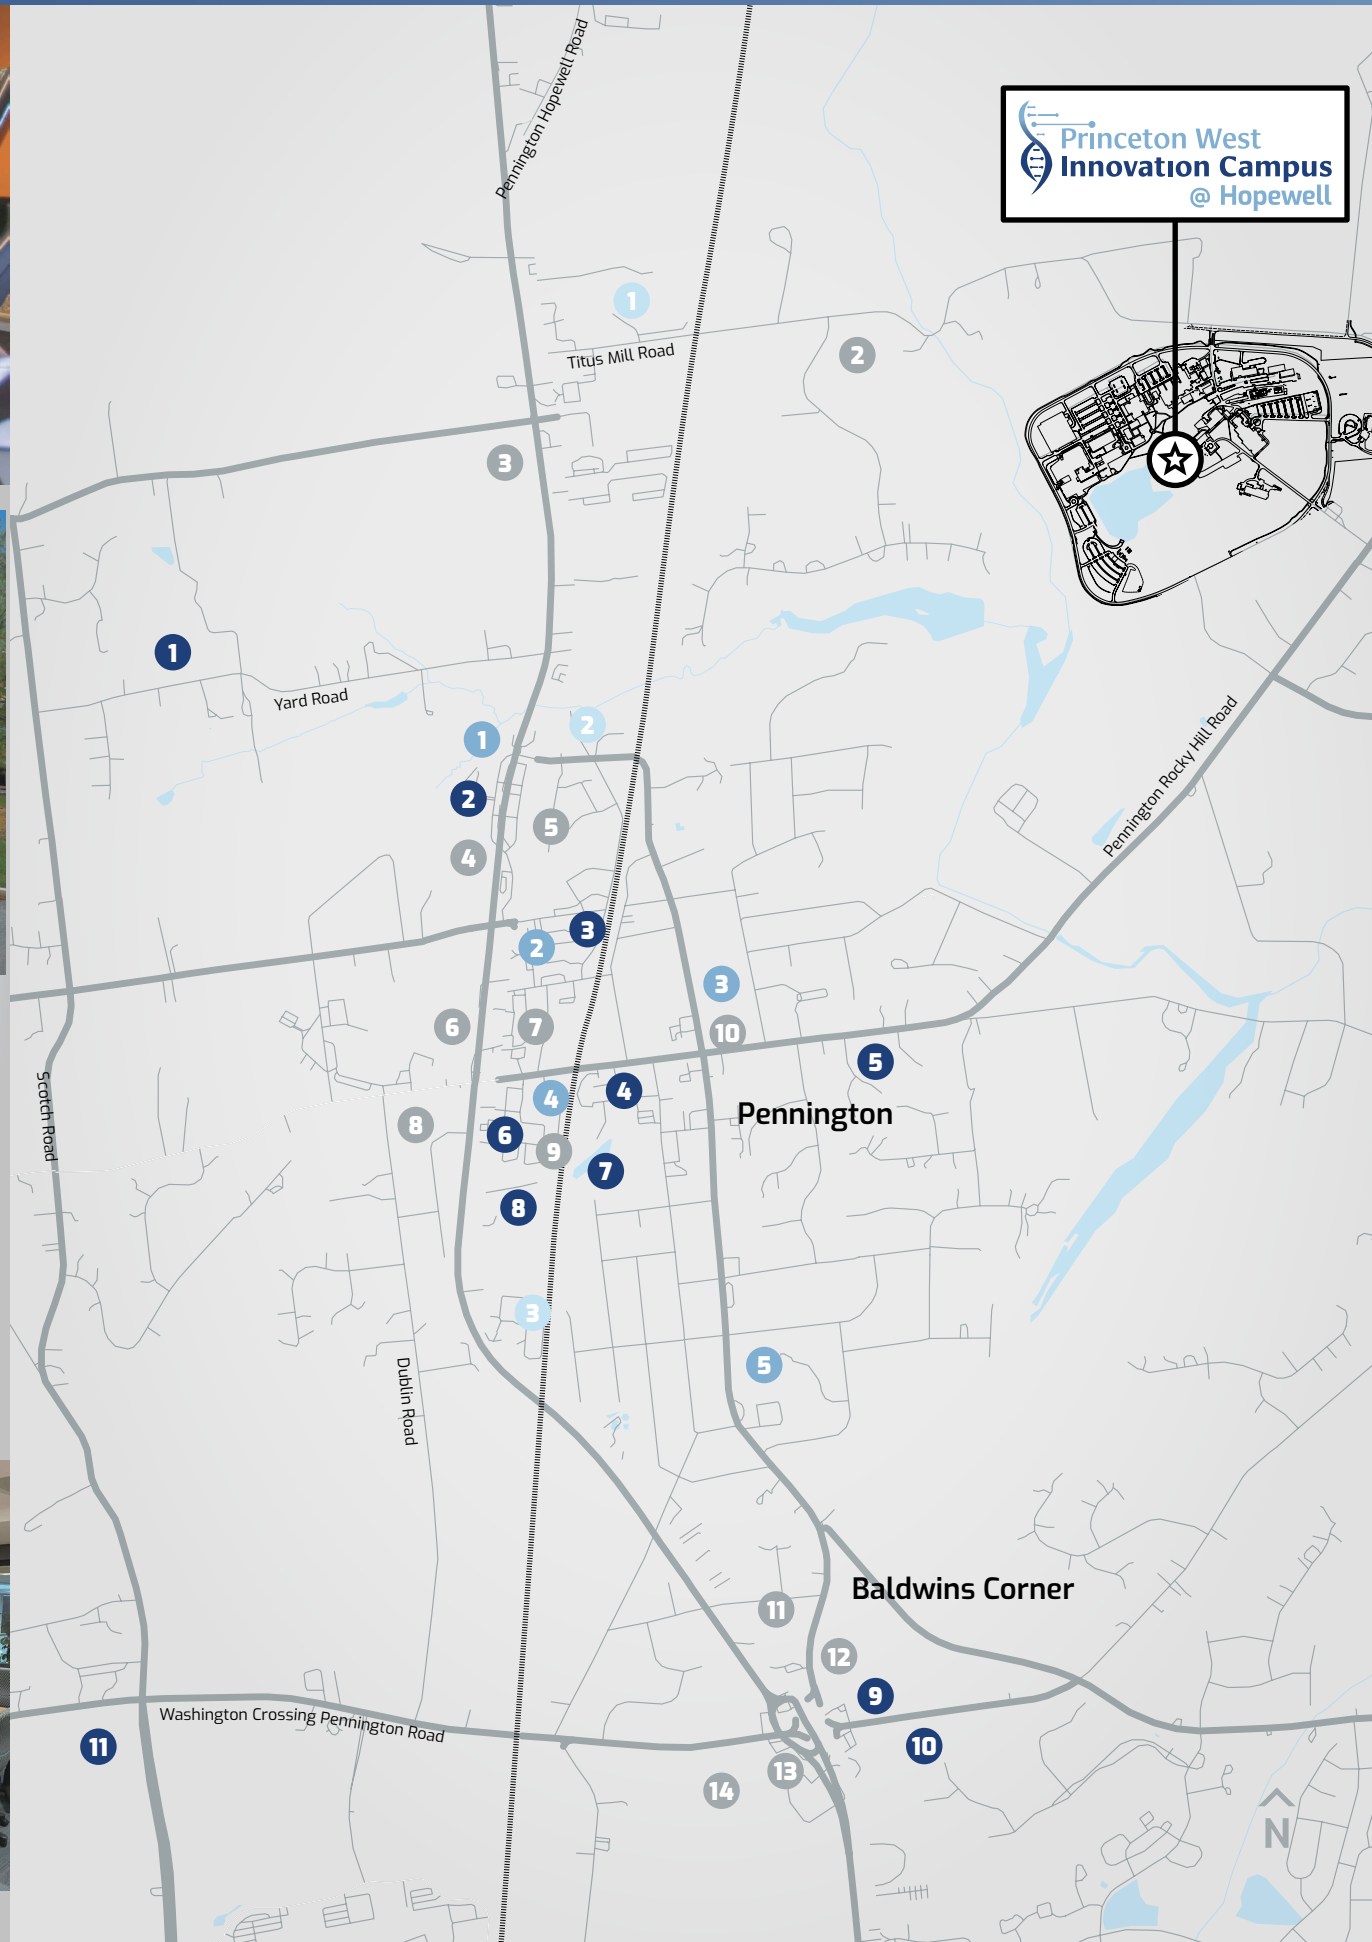 Pennington Hopewell Road
Princeton West
Innovation Campus
@ Hopewell
1
Titus Mill Road
2
3
1
Yard Road
1
2
2
5
4
Pennington Rocky Hill Road
3
2
3
6
7
10
5
4
4
Pennington
Scotch Road
8
6
9
7
8
3
5
Dublin Road
Baldwins Corner
11
12
9
Washington Crossing Pennington Road
11
10
13
14
N